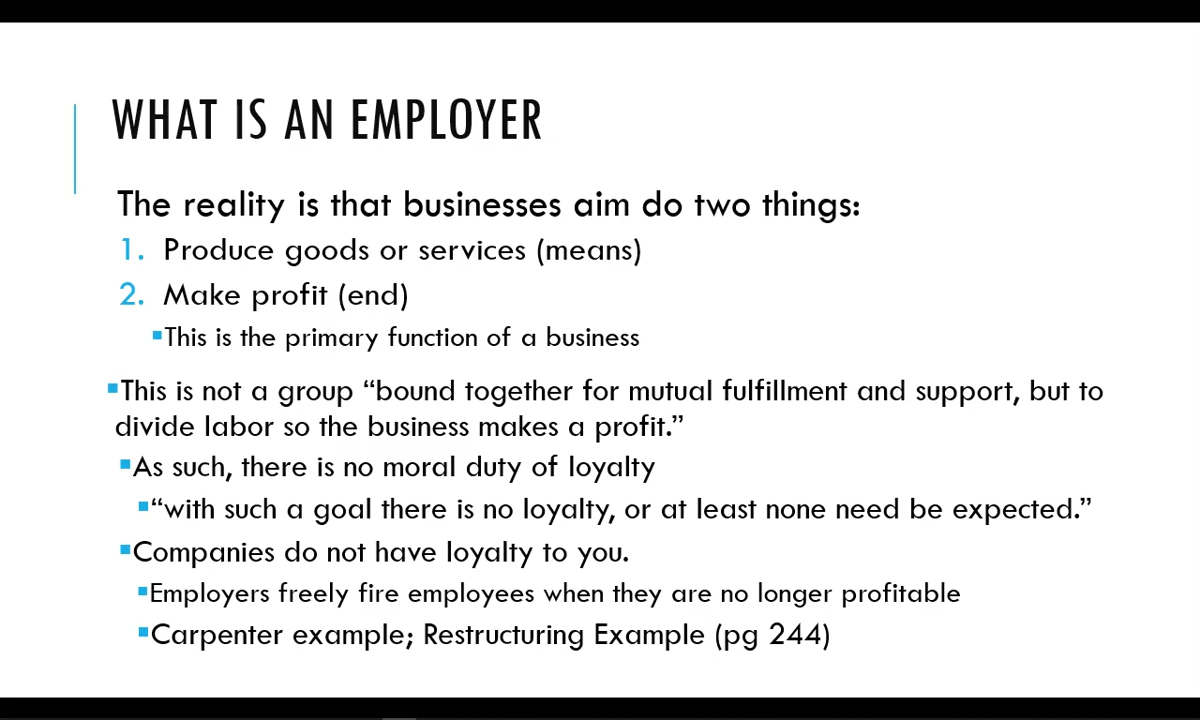 WHAT IS AN EMPLOYER
The reality is that businesses aim do two things:
1. Produce goods or services (means)
2. Make profit (end)
▪This is the primary function of a business
▪This is not a group “bound together for mutual fulfillment and support, but to
divide labor so the business makes a profit.”
▪As such, there is no moral duty of loyalty
▪“with such a goal there is no loyalty, or at least none need be expected.”
▪Companies do not have loyalty to you.
▪Employers freely fire employees when they are no longer profitable
▪Carpenter example; Restructuring Example (pg 244)